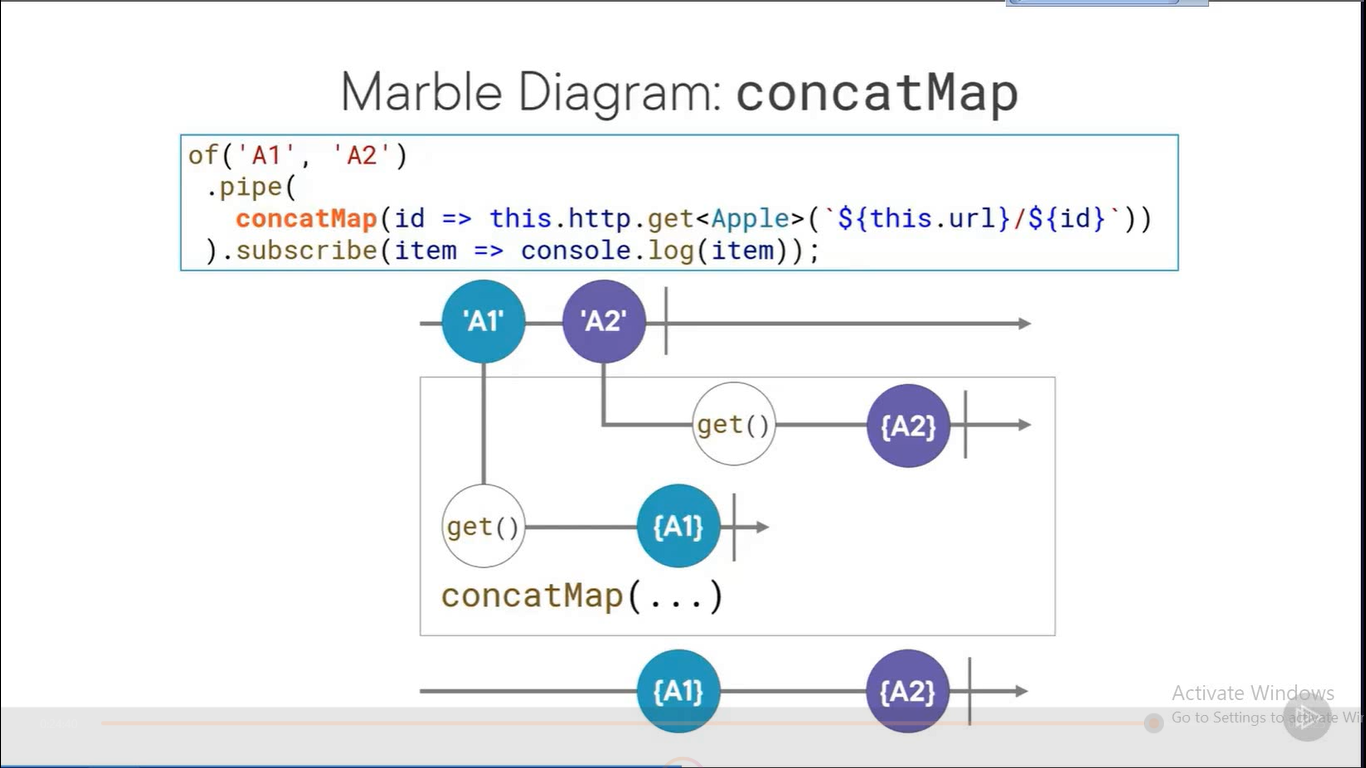 Marble Diagram: concatMap
of('A1', 'A2')
.pipe(
concatMap(id => this.http.get<Apple>(`${this.url}/${id}`))
).subscribe(item => console.log(item));
'A1' 'A2'
get() {A2}
get() {A1}
concatMap(...)
{A1} {A2}
Activate Windows
Go to Settings to activate Wi